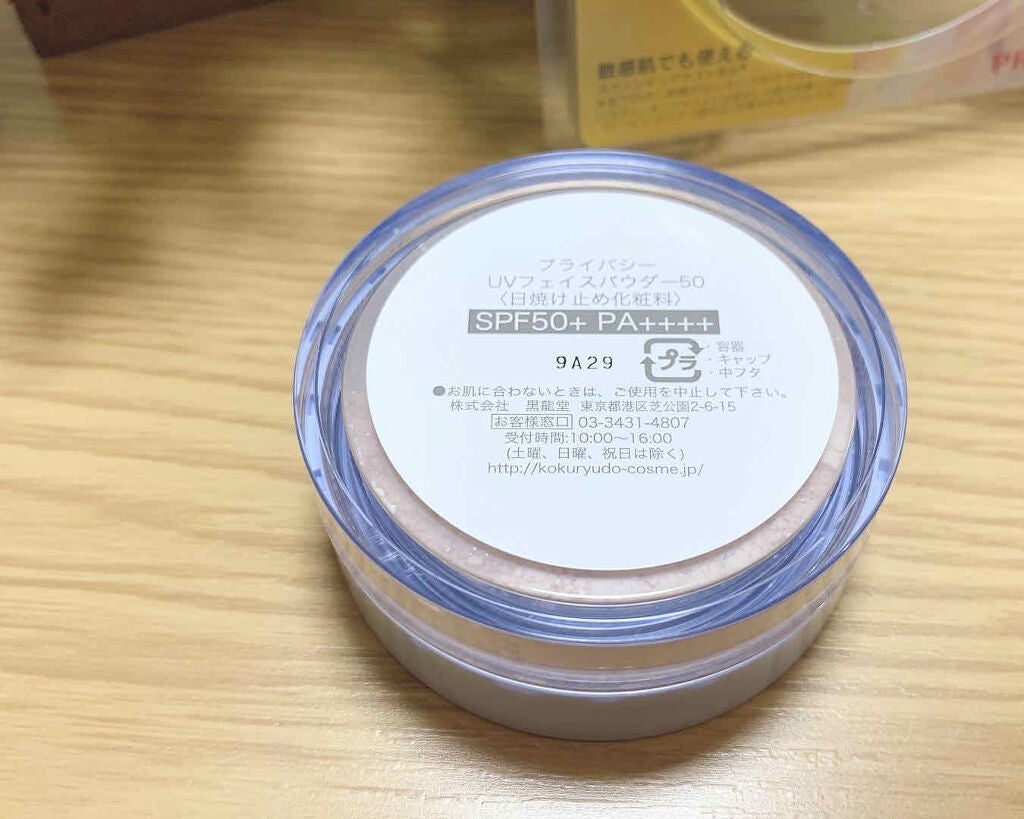 敏感肌でも使える
プライバシー
UVフェイスパウダー50
〈日焼け止め化粧料〉
SPF50+ PA++++
9A29
プラ
・容器
・キャップ
・中フタ
●お肌に合わないときは、ご使用を中止して下さい。
株式会社 黒龍堂 東京都港区芝公園2-6-15
お客様窓口 03-3431-4807
受付時間:10:00〜16:00
(土曜、日曜、祝日は除く)
http://kokuryudo-cosme.jp/